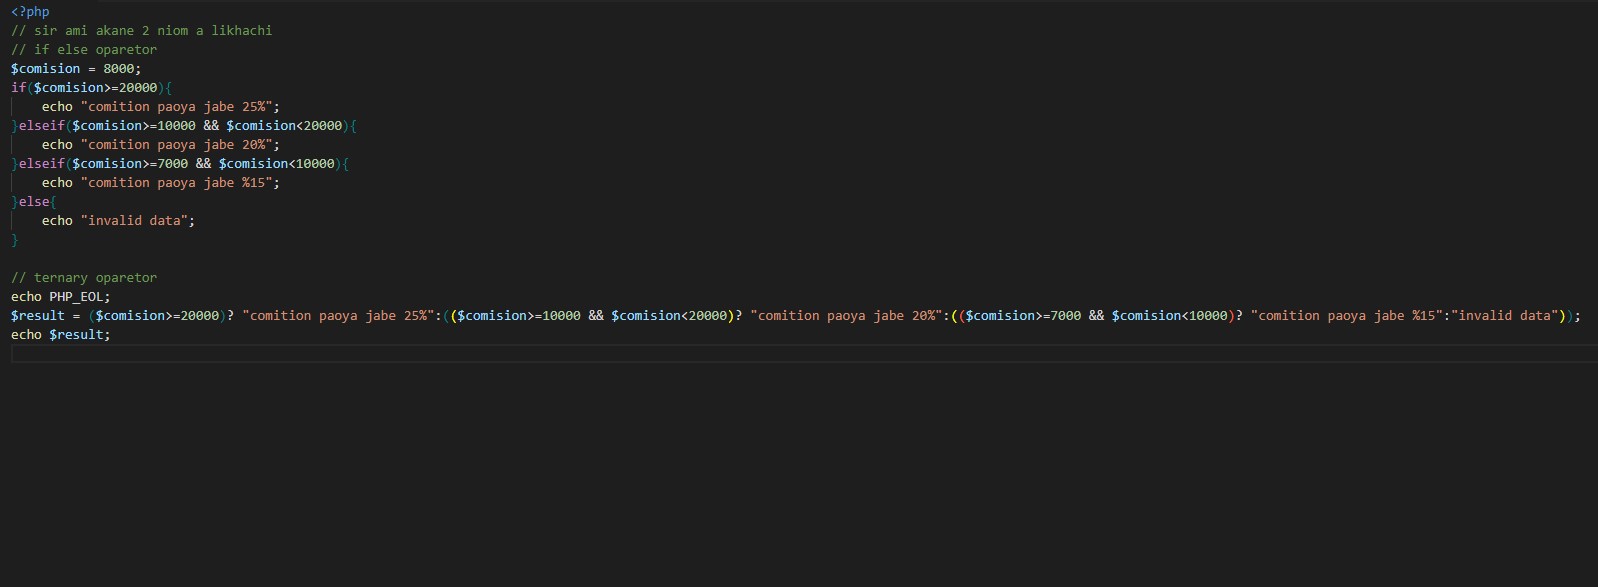 <?php
// sir ami akane 2 niom a likhachi
// if else oparetor
$comision = 8000;
if($comision>=20000){
    echo "comition paoya jabe 25%";
}elseif($comision>=10000 && $comision<20000){
    echo "comition paoya jabe 20%";
}elseif($comision>=7000 && $comision<10000){
    echo "comition paoya jabe %15";
}else{
    echo "invalid data";
}
// ternary oparetor
echo PHP_EOL;
$result = ($comision>=20000)? "comition paoya jabe 25%":(($comision>=10000 && $comision<20000)? "comition paoya jabe 20%":(($comision>=7000 && $comision<10000)? "comition paoya jabe %15":"invalid data"));
echo $result;